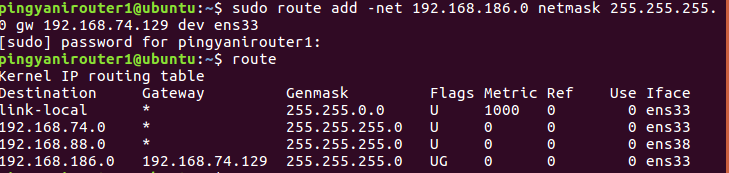 pingyanirouter1@ubuntu:~$ sudo route add -net 192.168.186.0 netmask 255.255.255.
0 gw 192.168.74.129 dev ens33
[sudo] password for pingyanirouter1:
pingyanirouter1@ubuntu:~$ route
Kernel IP routing table
Destination     Gateway         Genmask         Flags Metric Ref    Use Iface
link-local      *               255.255.0.0     U     1000   0        0 ens33
192.168.74.0    *               255.255.255.0   U     0      0        0 ens33
192.168.88.0    *               255.255.255.0   U     0      0        0 ens38
192.168.186.0   192.168.74.129  255.255.255.0   UG    0      0        0 ens33